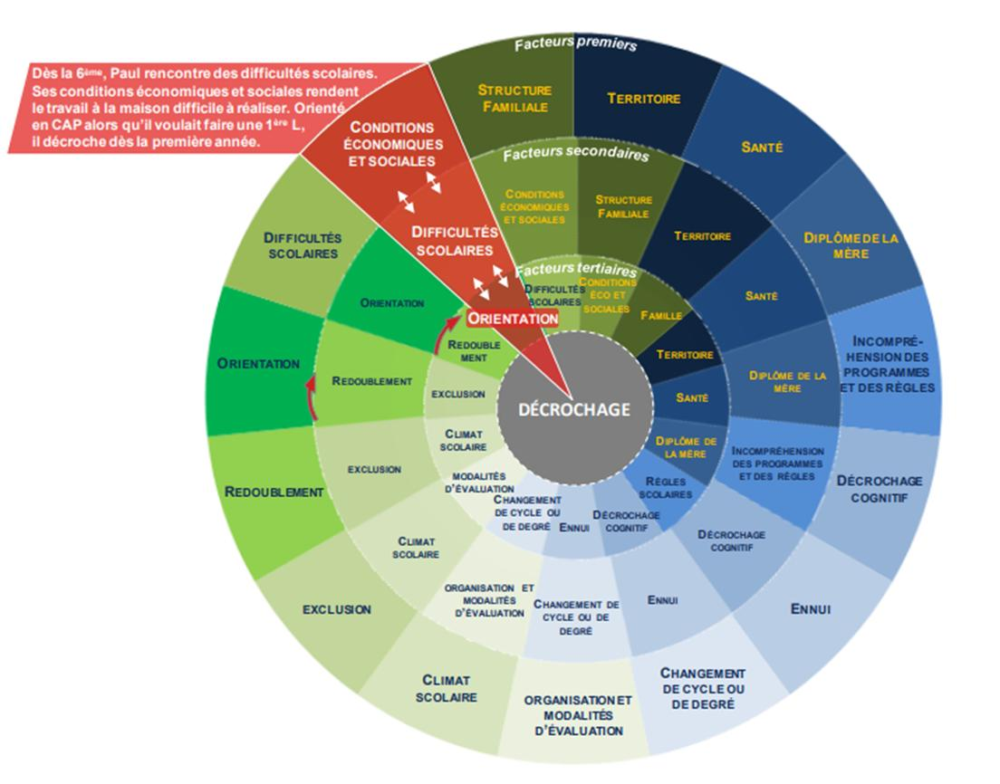 Dès la 6ème, Paul rencontre des difficultés scolaires.
Ses conditions économiques et sociales rendent
le travail à la maison difficile à réaliser. Orienté
en CAP alors qu'il voulait faire une 1ère L,
il décroche dès la première année.
Facteurs premiers
STRUCTURE
FAMILIALE
TERRITOIRE
SANTÉ
DIPLÔME DE LA
MÈRE
INCOMPRÉ-
HENSION DES
PROGRAMMES
ET DES RÈGLES
DÉCROCHAGE
COGNITIF
ENNUI
CHANGEMENT
DE CYCLE OU
DE DEGRÉ
ORGANISATION ET
MODALITÉS
D'ÉVALUATION
CLIMAT
SCOLAIRE
EXCLUSION
REDOUBLEMENT
ORIENTATION
DIFFICULTÉS
SCOLAIRES
CONDITIONS
ÉCONOMIQUES
ET SOCIALES
Facteurs secondaires
CONDITIONS
ÉCONOMIQUES
ET SOCIALES
STRUCTURE
FAMILIALE
TERRITOIRE
SANTÉ
DIPLÔME DE LA
MÈRE
INCOMPRÉHENSION
DES PROGRAMMES
ET DES RÈGLES
DÉCROCHAGE
COGNITIF
ENNUI
CHANGEMENT DE
CYCLE OU DE
DEGRÉ
ORGANISATION ET
MODALITÉS
D'ÉVALUATION
CLIMAT
SCOLAIRE
EXCLUSION
REDOUBLEMENT
ORIENTATION
DIFFICULTÉS
SCOLAIRES
Facteurs tertiaires
DIFFICULTÉS
SCOLAIRES
CONDITIONS
ÉCO ET
SOCIALES
FAMILLE
TERRITOIRE
SANTÉ
DIPLÔME DE
LA MÈRE
RÈGLES
SCOLAIRES
DÉCROCHAGE
COGNITIF
ENNUI
CHANGEMENT
DE CYCLE OU
DE DEGRÉ
MODALITÉS
D'ÉVALUATION
CLIMAT
SCOLAIRE
EXCLUSION
REDOUBLE
MENT
ORIENTATION
DÉCROCHAGE